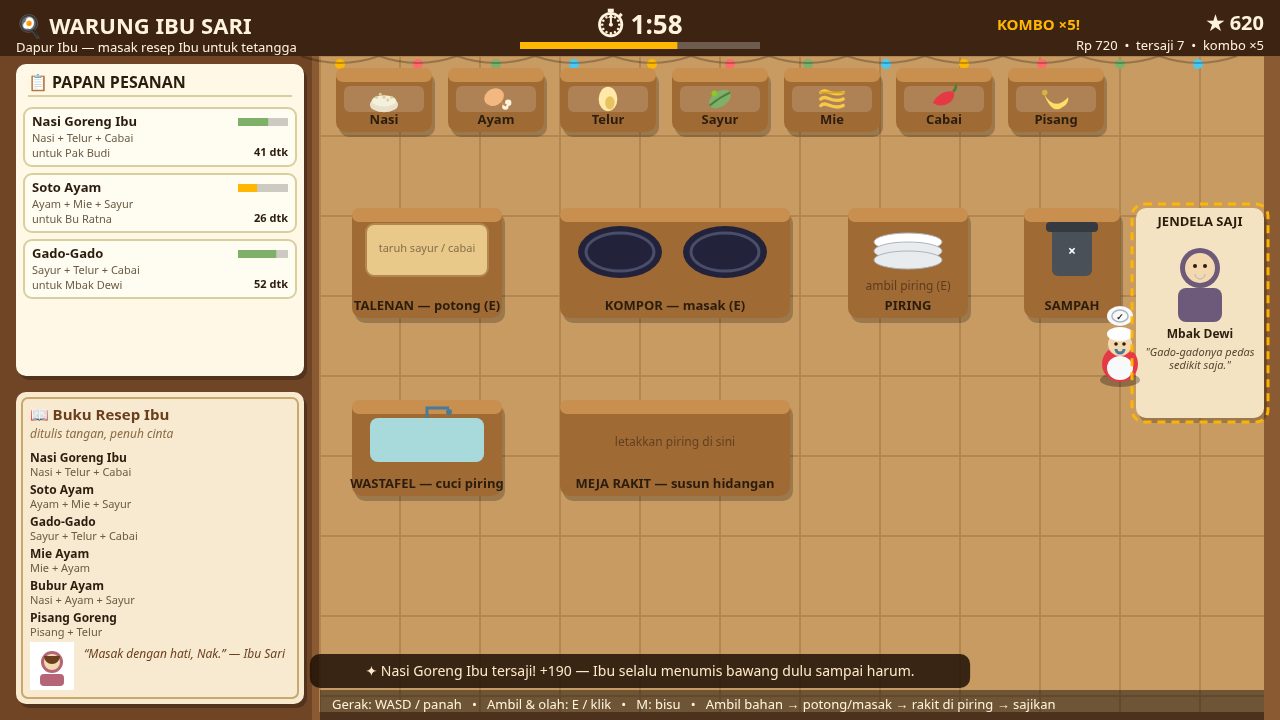 WARUNG IBU SARI
Dapur Ibu — masak resep Ibu untuk tetangga
1:58
KOMBO ×5!
★ 620
Rp 720 • tersaji 7 • kombo ×5
PAPAN PESANAN
Nasi Goreng Ibu
Nasi + Telur + Cabai
untuk Pak Budi
41 dtk
Soto Ayam
Ayam + Mie + Sayur
untuk Bu Ratna
26 dtk
Gado-Gado
Sayur + Telur + Cabai
untuk Mbak Dewi
52 dtk
Buku Resep Ibu
ditulis tangan, penuh cinta
Nasi Goreng Ibu
Nasi + Telur + Cabai
Soto Ayam
Ayam + Mie + Sayur
Gado-Gado
Sayur + Telur + Cabai
Mie Ayam
Mie + Ayam
Bubur Ayam
Nasi + Ayam + Sayur
Pisang Goreng
Pisang + Telur
“Masak dengan hati, Nak.” — Ibu Sari
Nasi
Ayam
Telur
Sayur
Mie
Cabai
Pisang
taruh sayur / cabai
TALENAN — potong (E)
KOMPOR — masak (E)
ambil piring (E)
PIRING
×
SAMPAH
JENDELA SAJI
Mbak Dewi
"Gado-gadonya pedas
sedikit saja."
✓
WASTAFEL — cuci piring
letakkan piring di sini
MEJA RAKIT — susun hidangan
✦ Nasi Goreng Ibu tersaji! +190 — Ibu selalu menumis bawang dulu sampai harum.
Gerak: WASD / panah • Ambil & olah: E / klik • M: bisu • Ambil bahan → potong/masak → rakit di piring → sajikan